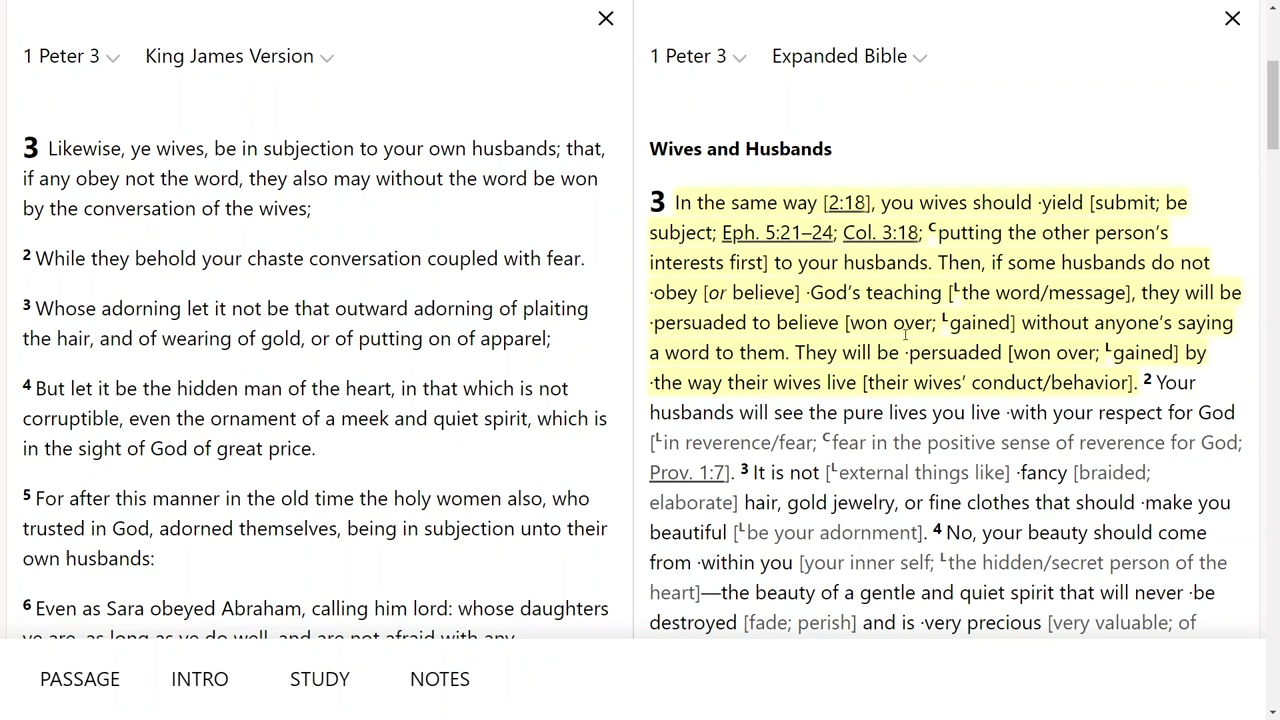 1 Peter 3 King James Version
3 Likewise, ye wives, be in subjection to your own husbands; that,
if any obey not the word, they also may without the word be won
by the conversation of the wives;
2 While they behold your chaste conversation coupled with fear.
3 Whose adorning let it not be that outward adorning of plaiting
the hair, and of wearing of gold, or of putting on of apparel;
4 But let it be the hidden man of the heart, in that which is not
corruptible, even the ornament of a meek and quiet spirit, which is
in the sight of God of great price.
5 For after this manner in the old time the holy women also, who
trusted in God, adorned themselves, being in subjection unto their
own husbands:
6 Even as Sara obeyed Abraham, calling him lord: whose daughters
ye are, as long as ye do well, and are not afraid with any
1 Peter 3 Expanded Bible
Wives and Husbands
3 In the same way [2:18], you wives should ·yield [submit; be
subject; Eph. 5:21–24; Col. 3:18; Cputting the other person's
interests first] to your husbands. Then, if some husbands do not
·obey [or believe] ·God's teaching [Lthe word/message], they will be
·persuaded to believe [won over; Lgained] without anyone's saying
a word to them. They will be ·persuaded [won over; Lgained] by
·the way their wives live [their wives' conduct/behavior]. 2 Your
husbands will see the pure lives you live ·with your respect for God
[Lin reverence/fear; Cfear in the positive sense of reverence for God;
Prov. 1:7]. 3 It is not [Lexternal things like] ·fancy [braided;
elaborate] hair, gold jewelry, or fine clothes that should ·make you
beautiful [Lbe your adornment]. 4 No, your beauty should come
from ·within you [your inner self; Lthe hidden/secret person of the
heart]—the beauty of a gentle and quiet spirit that will never ·be
destroyed [fade; perish] and is ·very precious [very valuable; of
PASSAGE INTRO STUDY NOTES